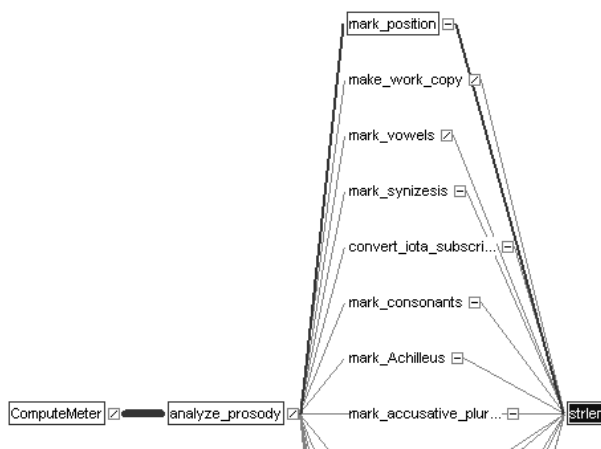 mark_position
make_work_copy
mark_vowels
mark_synizesis
convert_iota_subscri...
mark_consonants
mark_Achilleus
ComputeMeter analyze_prosody mark_accusative_plur... strlen